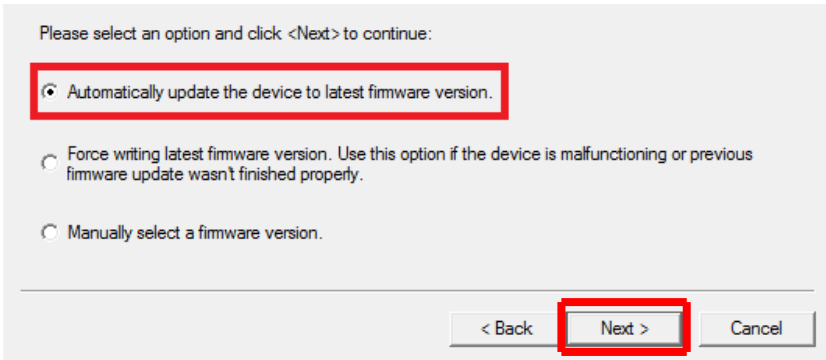 Please select an option and click <Next> to continue:
Automatically update the device to latest firmware version.
Force writing latest firmware version. Use this option if the device is malfunctioning or previous
firmware update wasn't finished properly.
Manually select a firmware version.
< Back Next > Cancel